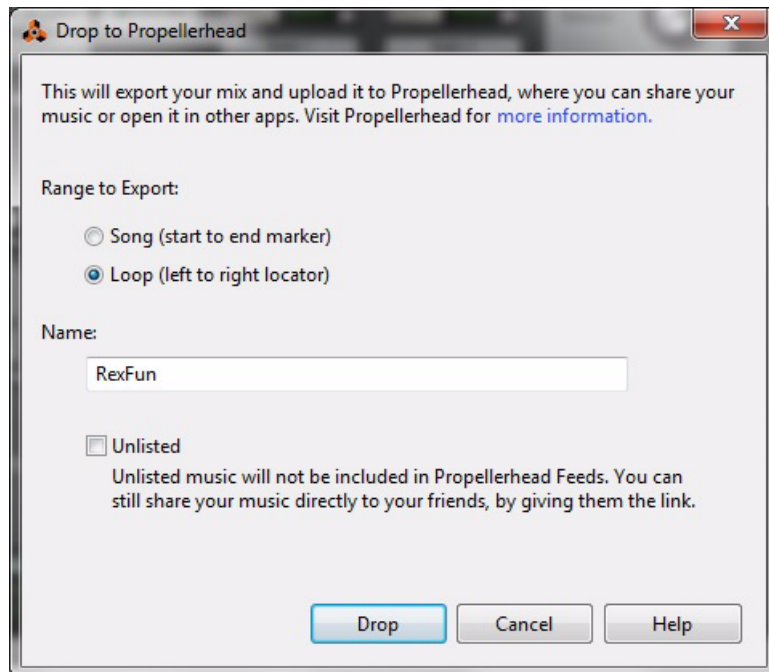 Drop to Propellerhead
This will export your mix and upload it to Propellerhead, where you can share your
music or open it in other apps. Visit Propellerhead for more information.
Range to Export:
Song (start to end marker)
Loop (left to right locator)
Name:
RexFun
Unlisted
Unlisted music will not be included in Propellerhead Feeds. You can
still share your music directly to your friends, by giving them the link.
Drop Cancel Help